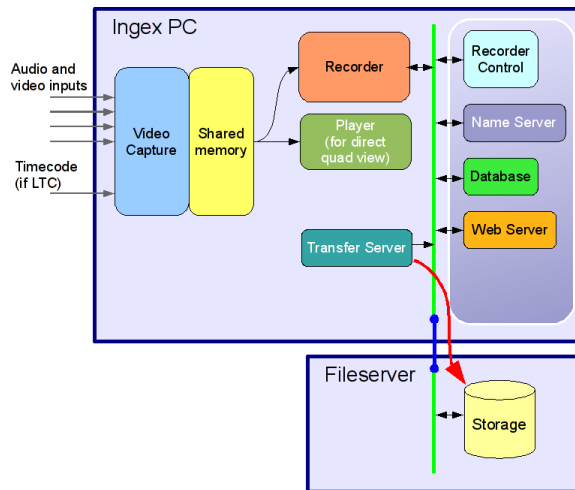 Ingex PC
Audio and
video inputs
Timecode
(if LTC)
Video
Capture
Shared
memory
Recorder
Player
(for direct
quad view)
Transfer Server
Recorder
Control
Name Server
Database
Web Server
Fileserver
Storage